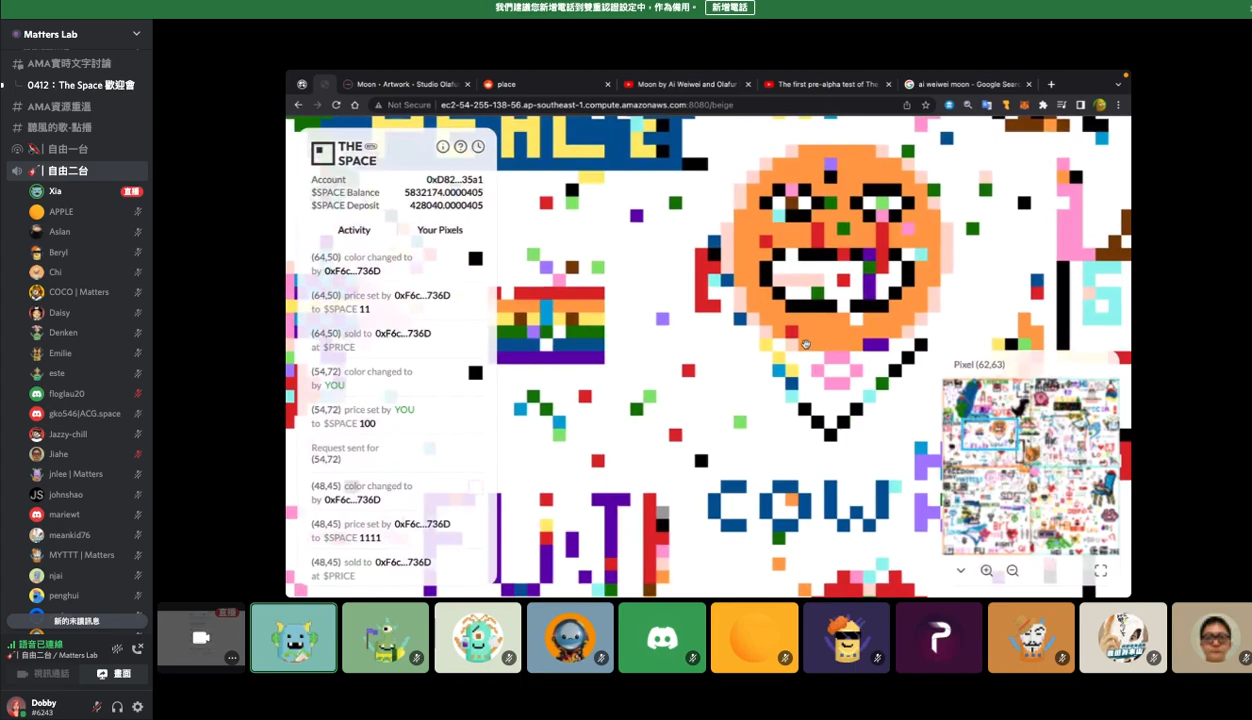 我們建議您新增電話到雙重認證設定中，作為備用。
新增電話
Matters Lab
AMA實時文字討論
0412：The Space 歡迎會
AMA資源重溫
聽風的歌-點播
自由一台
自由二台
Xia
直播
APPLE
Aslan
Beryl
Chi
COCO | Matters
Daisy
Denken
Emilie
este
floglau20
gko546|ACG.space
Jazzy-chill
Jiahe
jnlee | Matters
johnshao
mariewt
meankid76
MYTTT | Matters
njai
penghui
新的未讀訊息
語音已連線
自由二台 / Matters Lab
視訊通話
畫面
Dobby
#6243
Moon • Artwork • Studio Olafu
place
Moon by Ai Weiwei and Olafur
The first pre-alpha test of The
ai weiwei moon - Google Sear
Not Secure
ec2-54-255-138-56.ap-southeast-1.compute.amazonaws.com:8080/beige
THE
SPACE
Account
0xD82...35a1
$SPACE Balance
5832174.0000405
$SPACE Deposit
428040.0000405
Activity
Your Pixels
(64,50) color changed to
by 0xF6c...736D
(64,50) price set by 0xF6c...736D
to $SPACE 11
(64,50) sold to 0xF6c...736D
at $PRICE
(54,72) color changed to
by YOU
(54,72) price set by YOU
to $SPACE 100
Request sent for
(54,72)
(48,45) color changed to
by 0xF6c...736D
(48,45) price set by 0xF6c...736D
to $SPACE 1111
(48,45) sold to 0xF6c...736D
at $PRICE
COW
Pixel (62,63)
直播